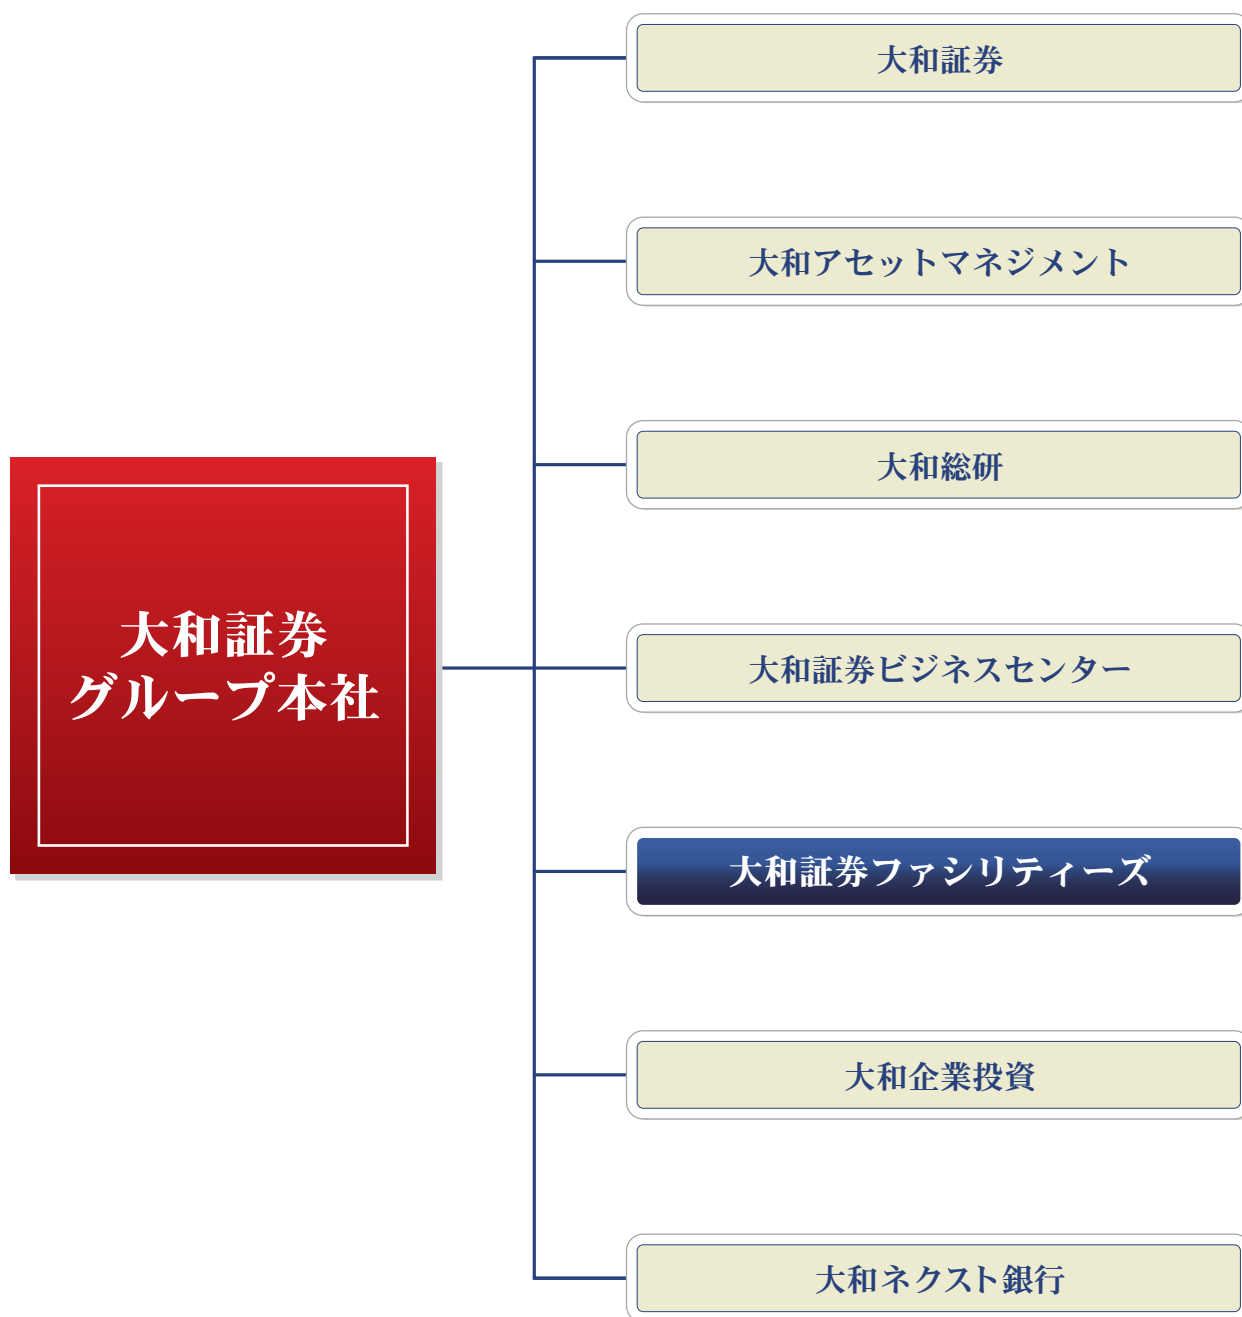 大和証券
グループ本社
大和証券
大和アセットマネジメント
大和総研
大和証券ビジネスセンター
大和証券ファシリティーズ
大和企業投資
大和ネクスト銀行